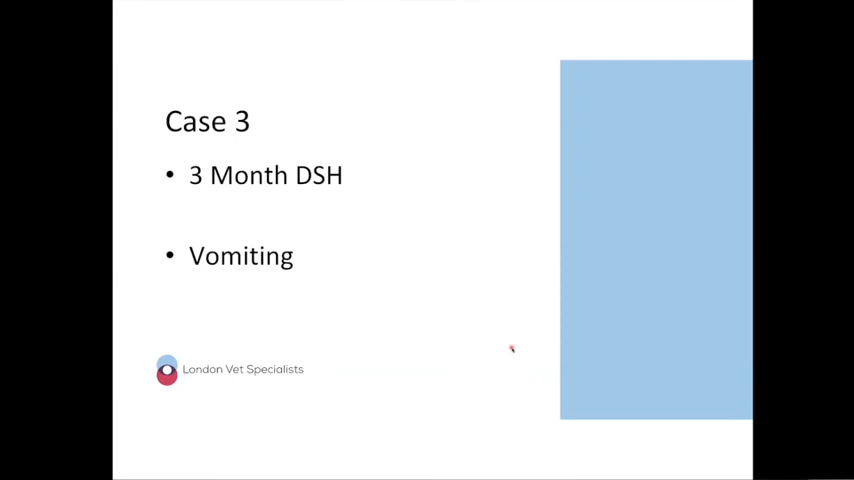 Case 3
• 3 Month DSH
• Vomiting
London Vet Specialists